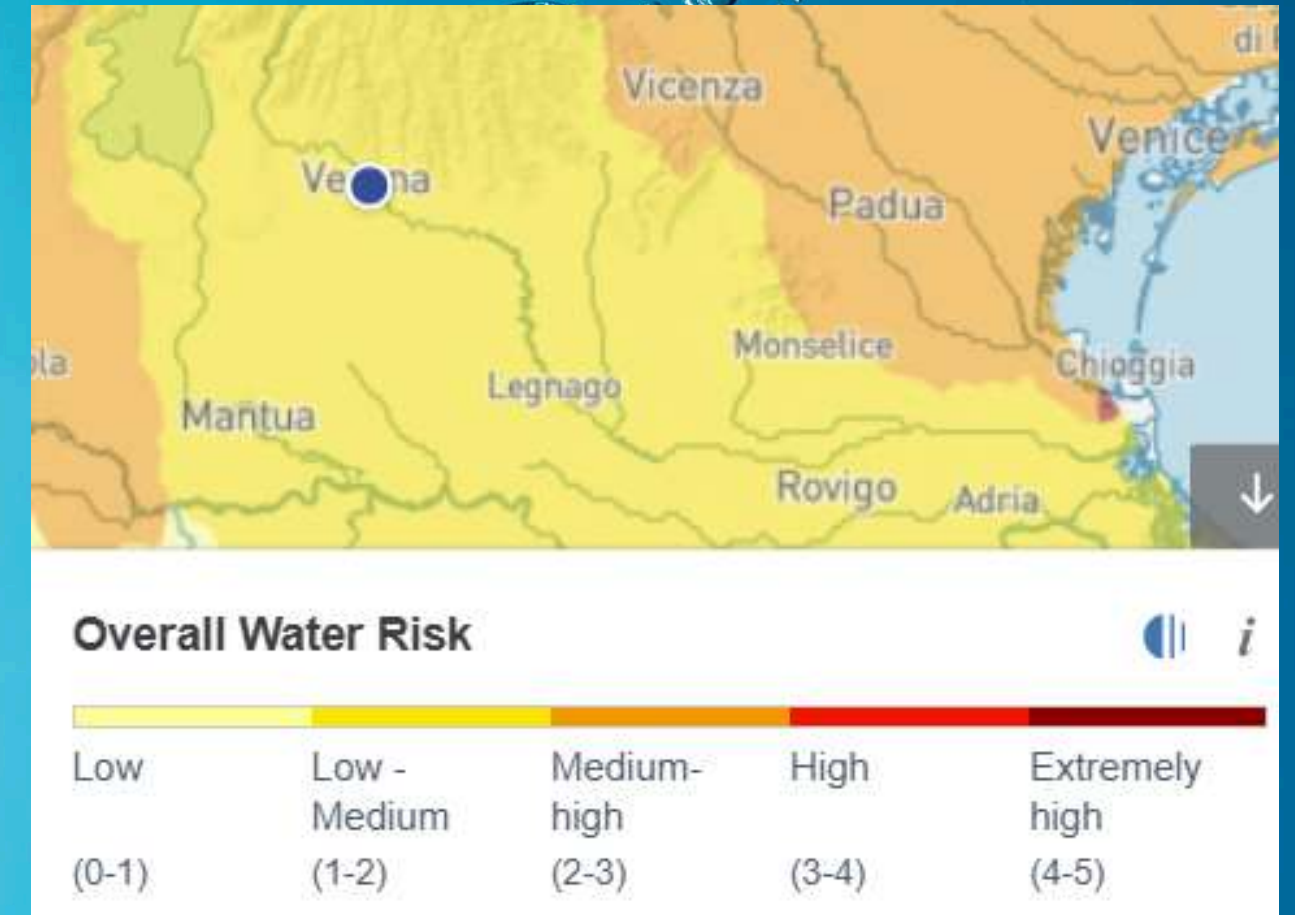 Vicenza
Venice
Padua
Monselice
Chioggia
Legnago
Mantua
Rovigo
Adria
Overall Water Risk
i
Low
Low -
Medium
Medium-
high
High
Extremely
high
(0-1)
(1-2)
(2-3)
(3-4)
(4-5)